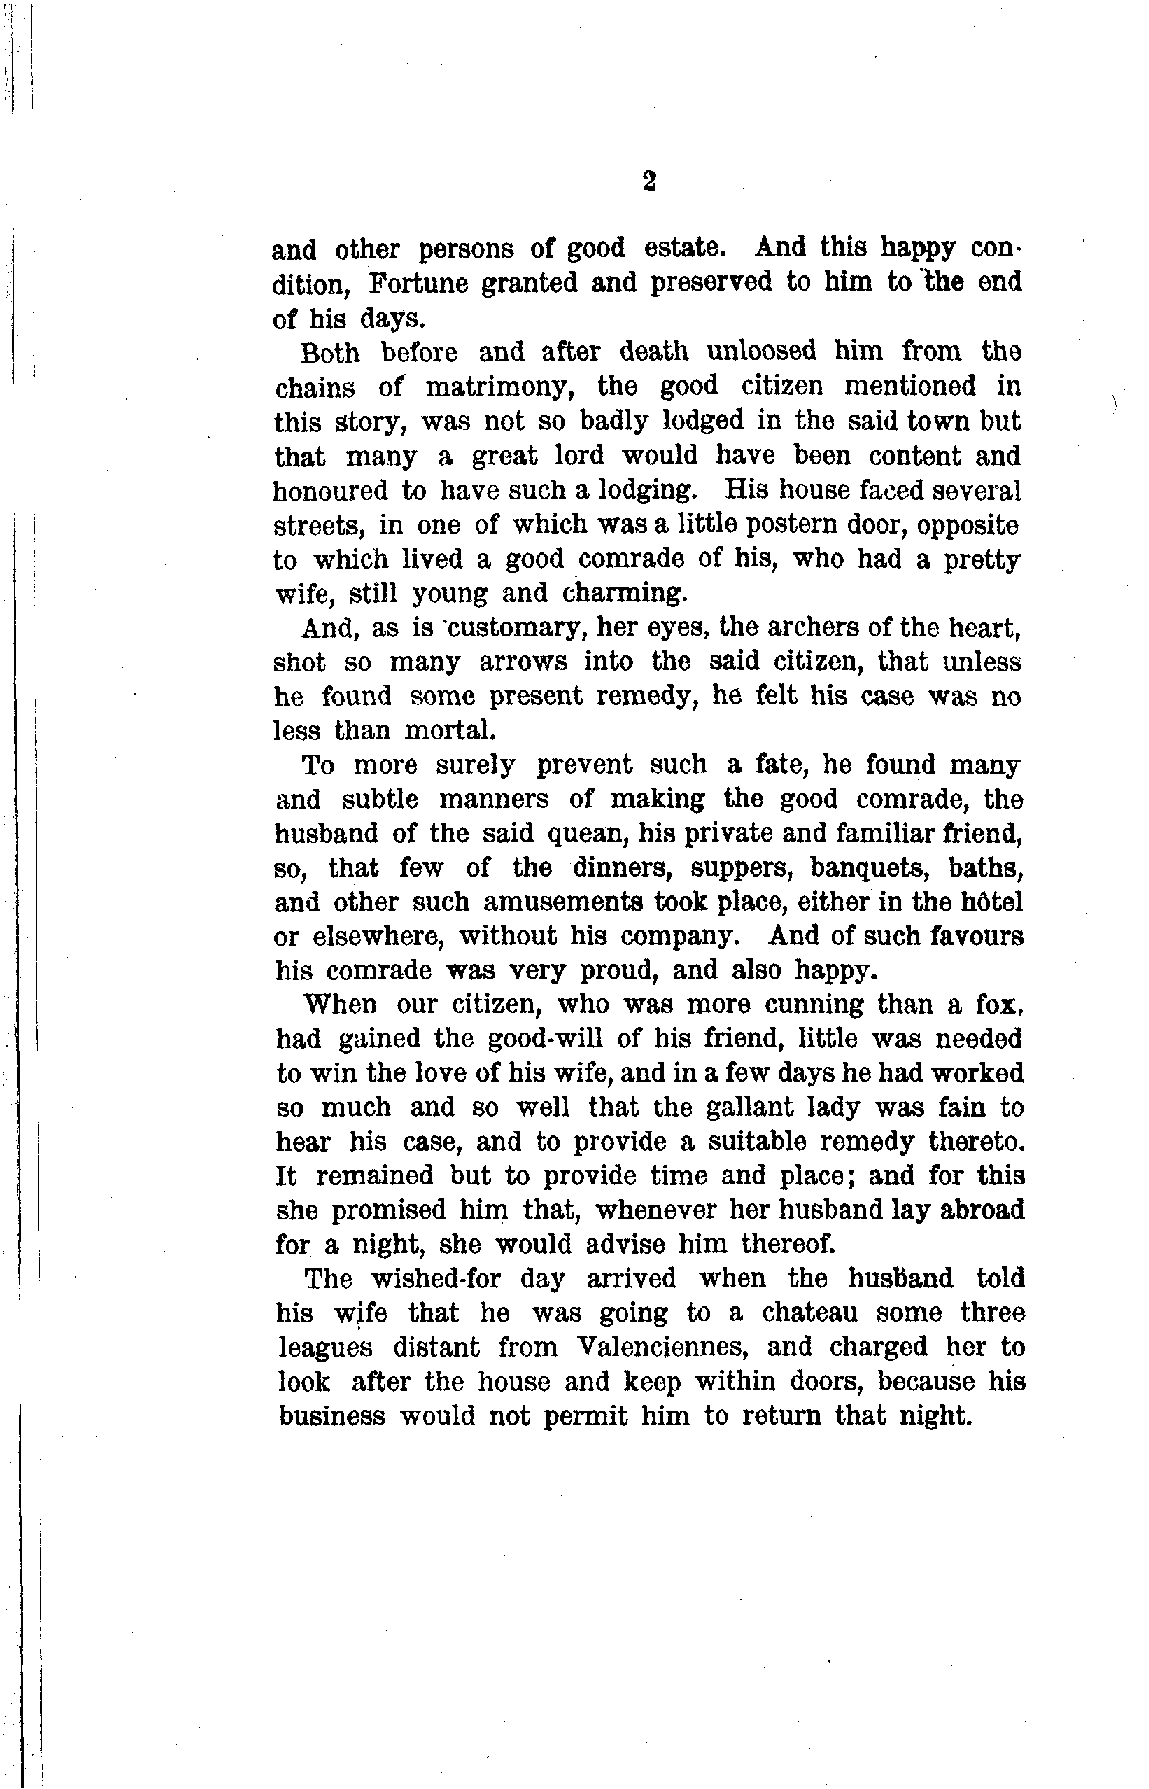 2
and other persons of good estate. And this happy con-
dition, Fortune granted and preserved to him to the end
of his days.
Both before and after death unloosed him from the
chains of matrimony, the good citizen mentioned in
this story, was not so badly lodged in the said town but
that many a great lord would have been content and
honoured to have such a lodging. His house faced several
streets, in one of which was a little postern door, opposite
to which lived a good comrade of his, who had a pretty
wife, still young and charming.
And, as is customary, her eyes, the archers of the heart,
shot so many arrows into the said citizen, that unless
he found some present remedy, he felt his case was no
less than mortal.
To more surely prevent such a fate, he found many
and subtle manners of making the good comrade, the
husband of the said quean, his private and familiar friend,
so, that few of the dinners, suppers, banquets, baths,
and other such amusements took place, either in the hôtel
or elsewhere, without his company. And of such favours
his comrade was very proud, and also happy.
When our citizen, who was more cunning than a fox,
had gained the good-will of his friend, little was needed
to win the love of his wife, and in a few days he had worked
so much and so well that the gallant lady was fain to
hear his case, and to provide a suitable remedy thereto.
It remained but to provide time and place; and for this
she promised him that, whenever her husband lay abroad
for a night, she would advise him thereof.
The wished-for day arrived when the husband told
his wife that he was going to a chateau some three
leagues distant from Valenciennes, and charged her to
look after the house and keep within doors, because his
business would not permit him to return that night.